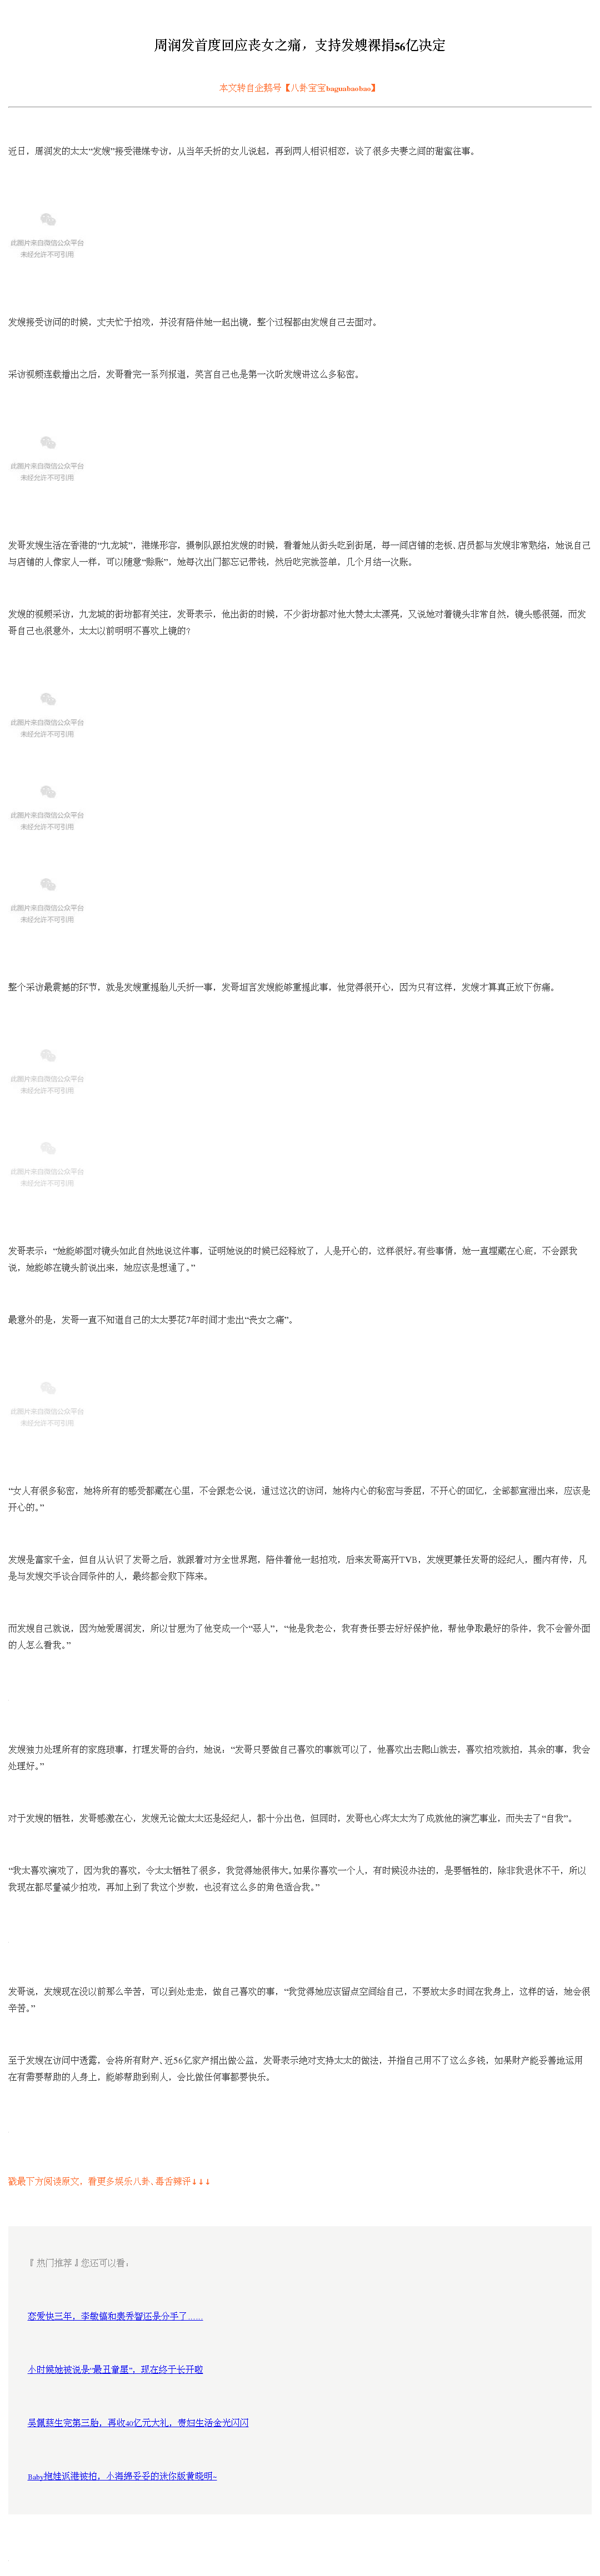 周润发首度回应丧女之痛，支持发嫂裸捐56亿决定
本文转自企鹅号【八卦宝宝baguabaobao】
近日，周润发的太太“发嫂”接受港媒专访，从当年夭折的女儿说起，再到两人相识相恋，谈了很多夫妻之间的甜蜜往事。
此图片来自微信公众平台
未经允许不可引用
发嫂接受访问的时候，丈夫忙于拍戏，并没有陪伴她一起出镜，整个过程都由发嫂自己去面对。
采访视频连载播出之后，发哥看完一系列报道，笑言自己也是第一次听发嫂讲这么多秘密。
此图片来自微信公众平台
未经允许不可引用
发哥发嫂生活在香港的“九龙城”，港媒形容，摄制队跟拍发嫂的时候，看着她从街头吃到街尾，每一间店铺的老板、店员都与发嫂非常熟络，她说自己
与店铺的人像家人一样，可以随意“赊账”，她每次出门都忘记带钱，然后吃完就签单，几个月结一次账。
发嫂的视频采访，九龙城的街坊都有关注，发哥表示，他出街的时候，不少街坊都对他大赞太太漂亮，又说她对着镜头非常自然，镜头感很强，而发
哥自己也很意外，太太以前明明不喜欢上镜的？
此图片来自微信公众平台
未经允许不可引用
此图片来自微信公众平台
未经允许不可引用
此图片来自微信公众平台
未经允许不可引用
整个采访最震撼的环节，就是发嫂重提胎儿夭折一事，发哥坦言发嫂能够重提此事，他觉得很开心，因为只有这样，发嫂才算真正放下伤痛。
此图片来自微信公众平台
未经允许不可引用
此图片来自微信公众平台
未经允许不可引用
发哥表示：“她能够面对镜头如此自然地说这件事，证明她说的时候已经释放了，人是开心的，这样很好。有些事情，她一直埋藏在心底，不会跟我
说，她能够在镜头前说出来，她应该是想通了。”
最意外的是，发哥一直不知道自己的太太要花7年时间才走出“丧女之痛”。
此图片来自微信公众平台
未经允许不可引用
“女人有很多秘密，她将所有的感受都藏在心里，不会跟老公说，通过这次的访问，她将内心的秘密与委屈，不开心的回忆，全部都宣泄出来，应该是
开心的。”
发嫂是富家千金，但自从认识了发哥之后，就跟着对方全世界跑，陪伴着他一起拍戏，后来发哥离开TVB，发嫂更兼任发哥的经纪人，圈内有传，凡
是与发嫂交手谈合同条件的人，最终都会败下阵来。
而发嫂自己就说，因为她爱周润发，所以甘愿为了他变成一个“恶人”，“他是我老公，我有责任要去好好保护他，帮他争取最好的条件，我不会管外面
的人怎么看我。”
发嫂独力处理所有的家庭琐事，打理发哥的合约，她说，“发哥只要做自己喜欢的事就可以了，他喜欢出去爬山就去，喜欢拍戏就拍，其余的事，我会
处理好。”
对于发嫂的牺牲，发哥感激在心，发嫂无论做太太还是经纪人，都十分出色，但同时，发哥也心疼太太为了成就他的演艺事业，而失去了“自我”。
“我太喜欢演戏了，因为我的喜欢，令太太牺牲了很多，我觉得她很伟大。如果你喜欢一个人，有时候没办法的，是要牺牲的，除非我退休不干，所以
我现在都尽量减少拍戏，再加上到了我这个岁数，也没有这么多的角色适合我。”
发哥说，发嫂现在没以前那么辛苦，可以到处走走，做自己喜欢的事，“我觉得她应该留点空间给自己，不要放太多时间在我身上，这样的话，她会很
辛苦。”
至于发嫂在访问中透露，会将所有财产、近56亿家产捐出做公益，发哥表示绝对支持太太的做法，并指自己用不了这么多钱，如果财产能妥善地运用
在有需要帮助的人身上，能够帮助到别人，会比做任何事都要快乐。
戳最下方阅读原文，看更多娱乐八卦、毒舌辣评↓↓↓
『热门推荐』您还可以看：
恋爱快三年，李敏镐和裴秀智还是分手了……
小时候她被说是“最丑童星”，现在终于长开啦
吴佩慈生完第三胎，再收40亿元大礼，贵妇生活金光闪闪
Baby抱娃返港被拍，小海绵妥妥的迷你版黄晓明~